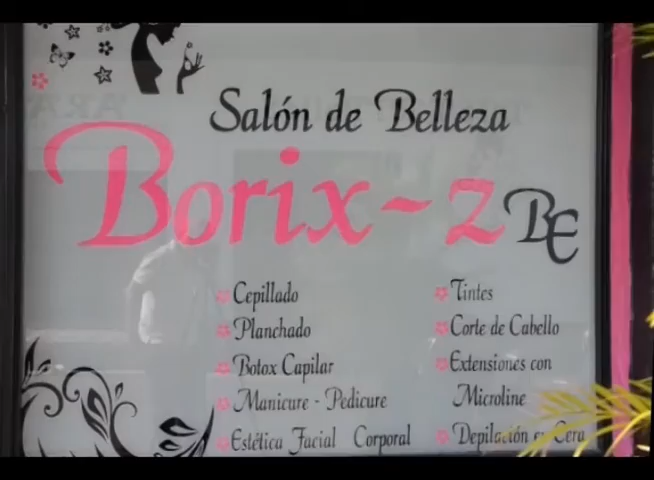 Salón de Belleza
Borix~z BE
Cepillado
Planchado
Botox Capilar
Manicure - Pedicure
Estética Facial Corporal
Tintes
Corte de Cabello
Extensiones con
Microline
Depilación en Cera